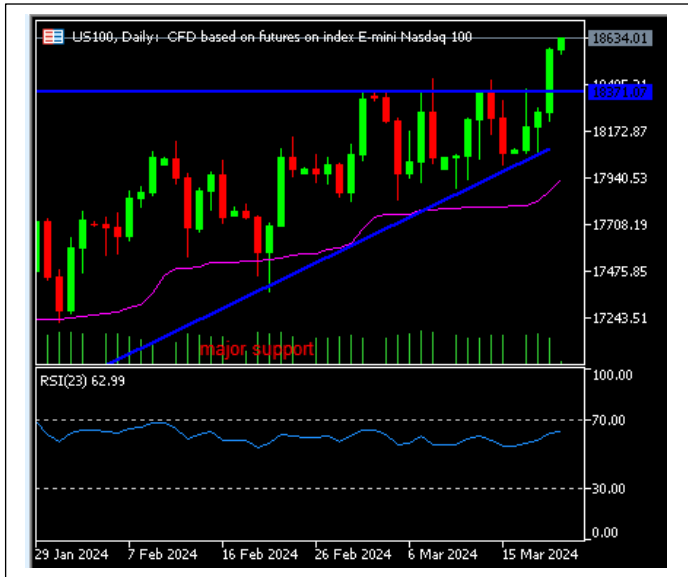 US100, Daily: CFD based on futures on index E-mini Nasdaq 100
18634.01
18371.07
18172.87
17940.53
17708.19
17475.85
17243.51
major support
RSI(23) 62.99
100.00
70.00
30.00
0.00
29 Jan 2024
7 Feb 2024
16 Feb 2024
26 Feb 2024
6 Mar 2024
15 Mar 2024